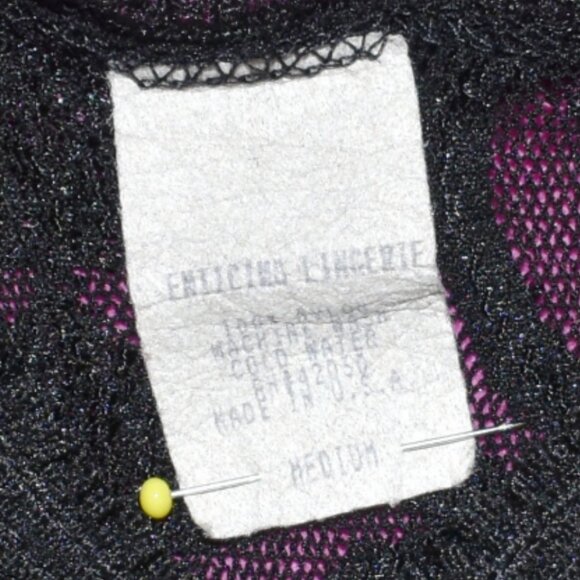 ENTICING LINGERIE
100% NYLON
MACHINE WASH
COLD WATER
MADE IN U.S.A.
MEDIUM